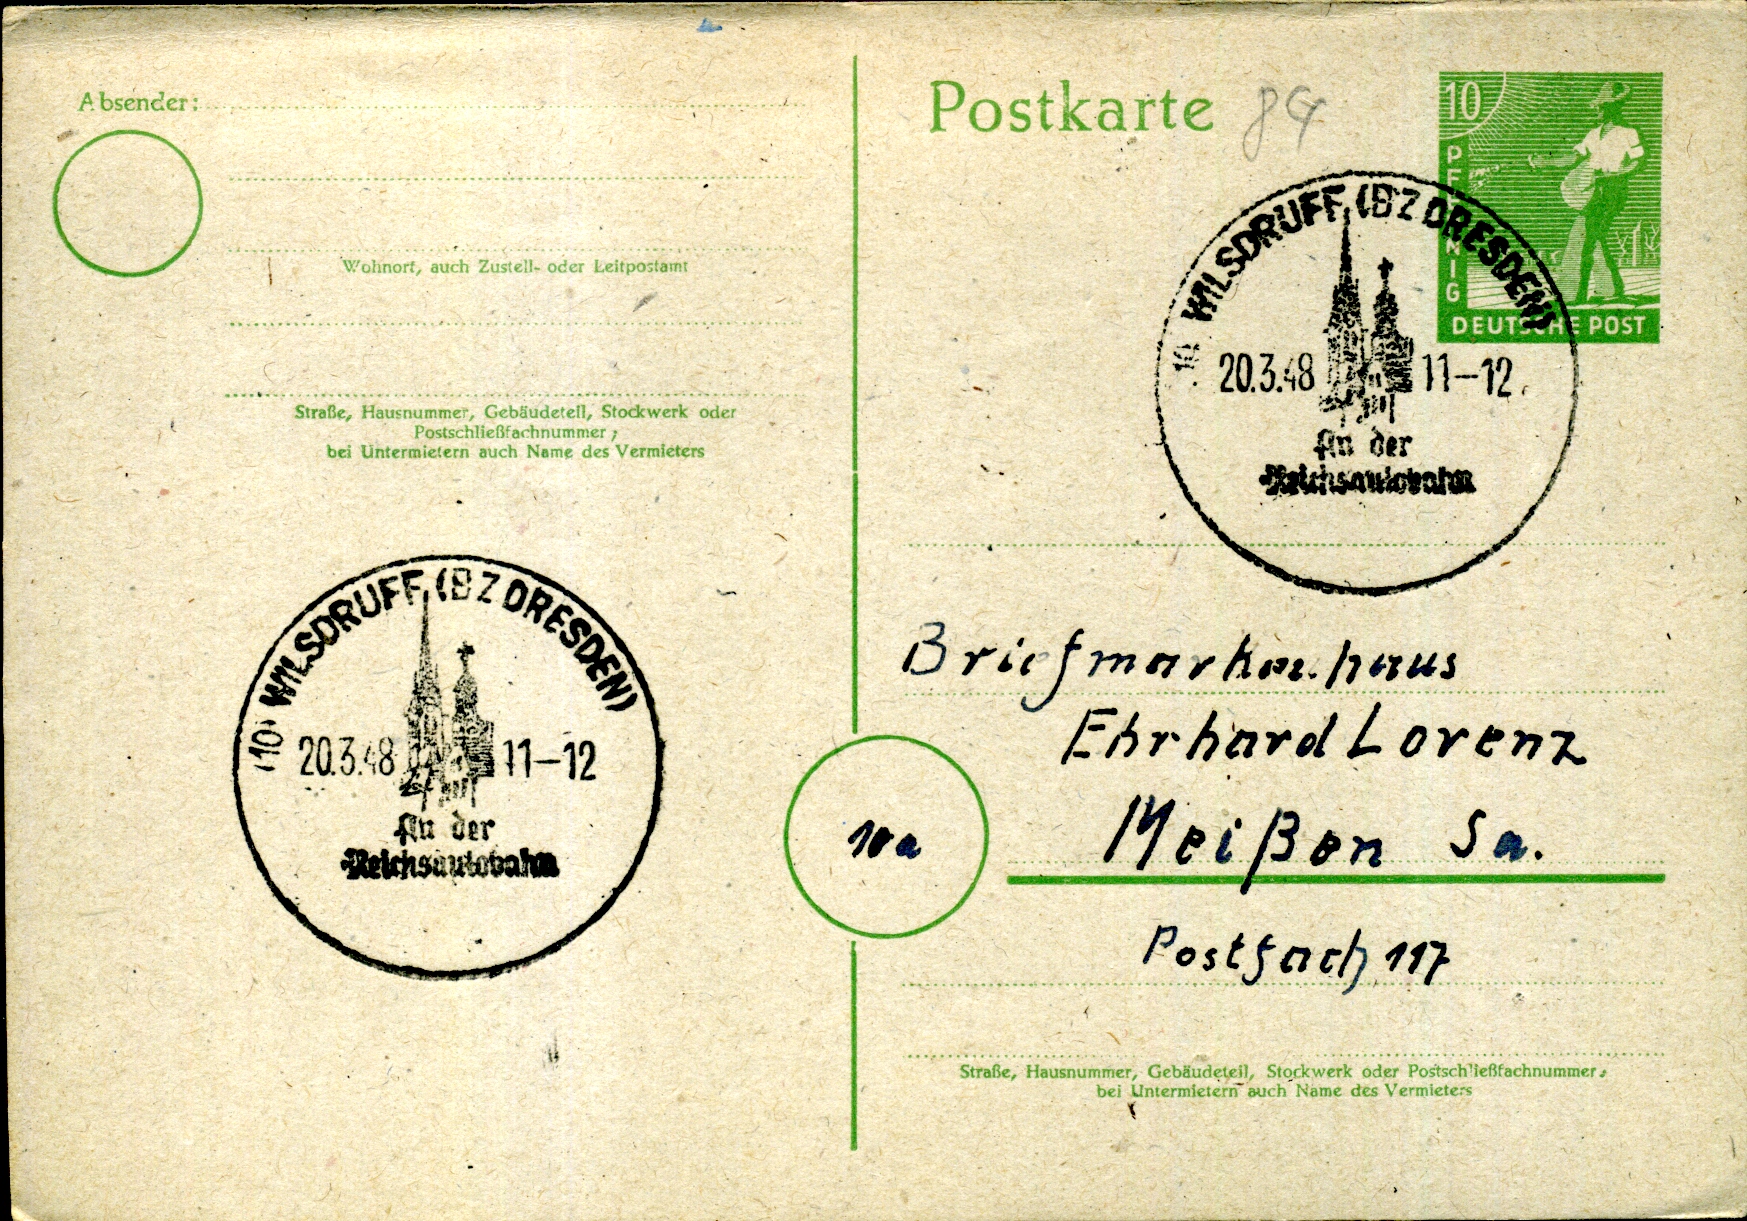 Absender:
Wohnort, auch Zustell- oder Leitpostamt
Straße, Hausnummer, Gebäudeteil, Stockwerk oder
Postschließfachnummer;
bei Untermietern auch Name des Vermieters
(10) WILSDRUFF (BZ DRESDEN)
20.3.48 11-12
An der
Reichsautobahn
Postkarte
84
10
PFENNIG
DEUTSCHE POST
10 WILSDRUFF (BZ DRESDEN)
20.3.48 11-12
An der
Reichsautobahn
Briefmarkenhaus
Ehrhard Lorenz
10a
Meißen Sa.
Postfach 117
Straße, Hausnummer, Gebäudeteil, Stockwerk oder Postschließfachnummer;
bei Untermietern auch Name des Vermieters